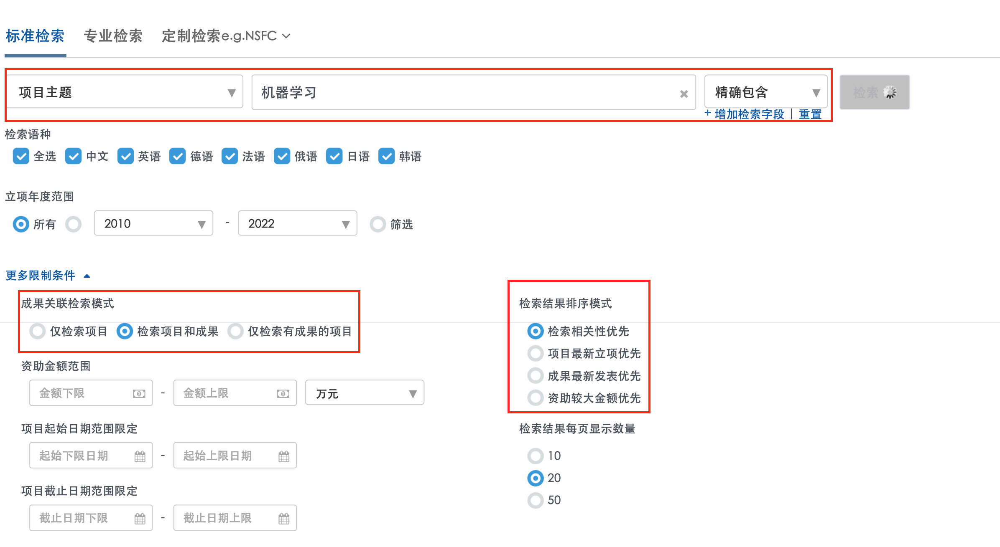 标准检索 专业检索 定制检索e.g.NSFC
项目主题 机器学习 精确包含 检索
+ 增加检索字段 | 重置
检索语种
全选 中文 英语 德语 法语 俄语 日语 韩语
立项年度范围
所有 2010 - 2022 筛选
更多限制条件
成果关联检索模式
仅检索项目 检索项目和成果 仅检索有成果的项目
资助金额范围
金额下限 - 金额上限 万元
项目起始日期范围限定
起始下限日期 - 起始上限日期
项目截止日期范围限定
截止日期下限 - 截止日期上限
检索结果排序模式
检索相关性优先
项目最新立项优先
成果最新发表优先
资助较大金额优先
检索结果每页显示数量
10
20
50